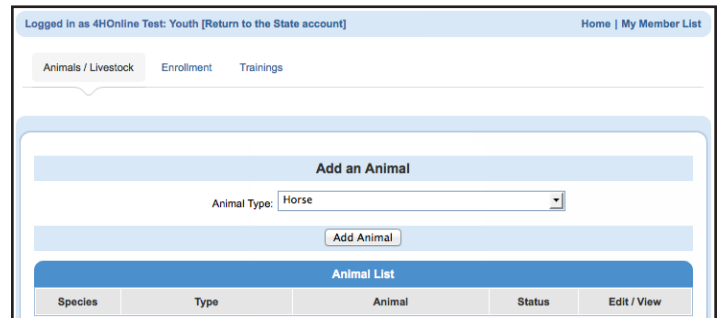 Logged in as 4HOnline Test: Youth [Return to the State account] Home | My Member List
Animals / Livestock Enrollment Trainings
Add an Animal
Animal Type: Horse
Add Animal
Animal List
Species Type Animal Status Edit / View